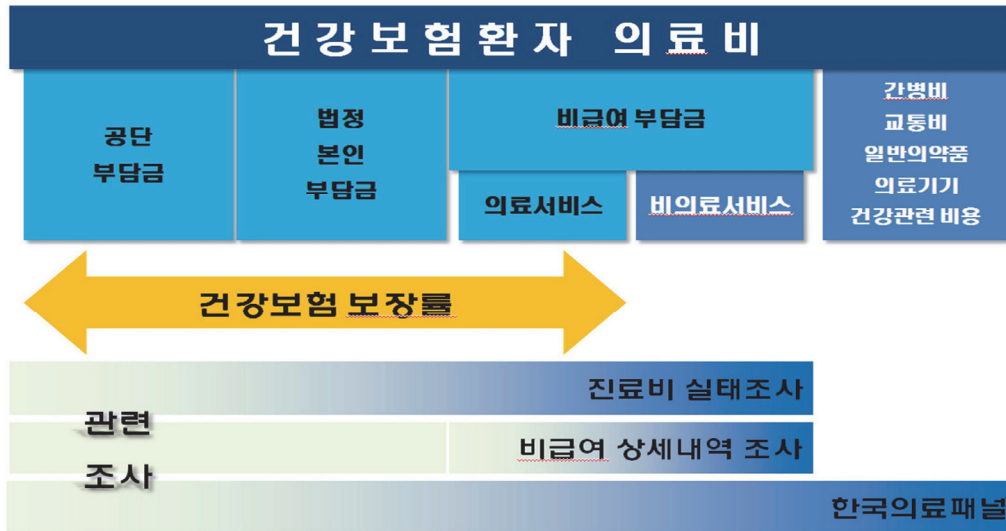 건강보험환자 의료비
공단
부담금
법정
본인
부담금
비급여 부담금
의료서비스
비의료서비스
간병비
교통비
일반의약품
의료기기
건강관련 비용
건강보험 보장률
관련
조사
진료비 실태조사
비급여 상세내역 조사
한국의료패널